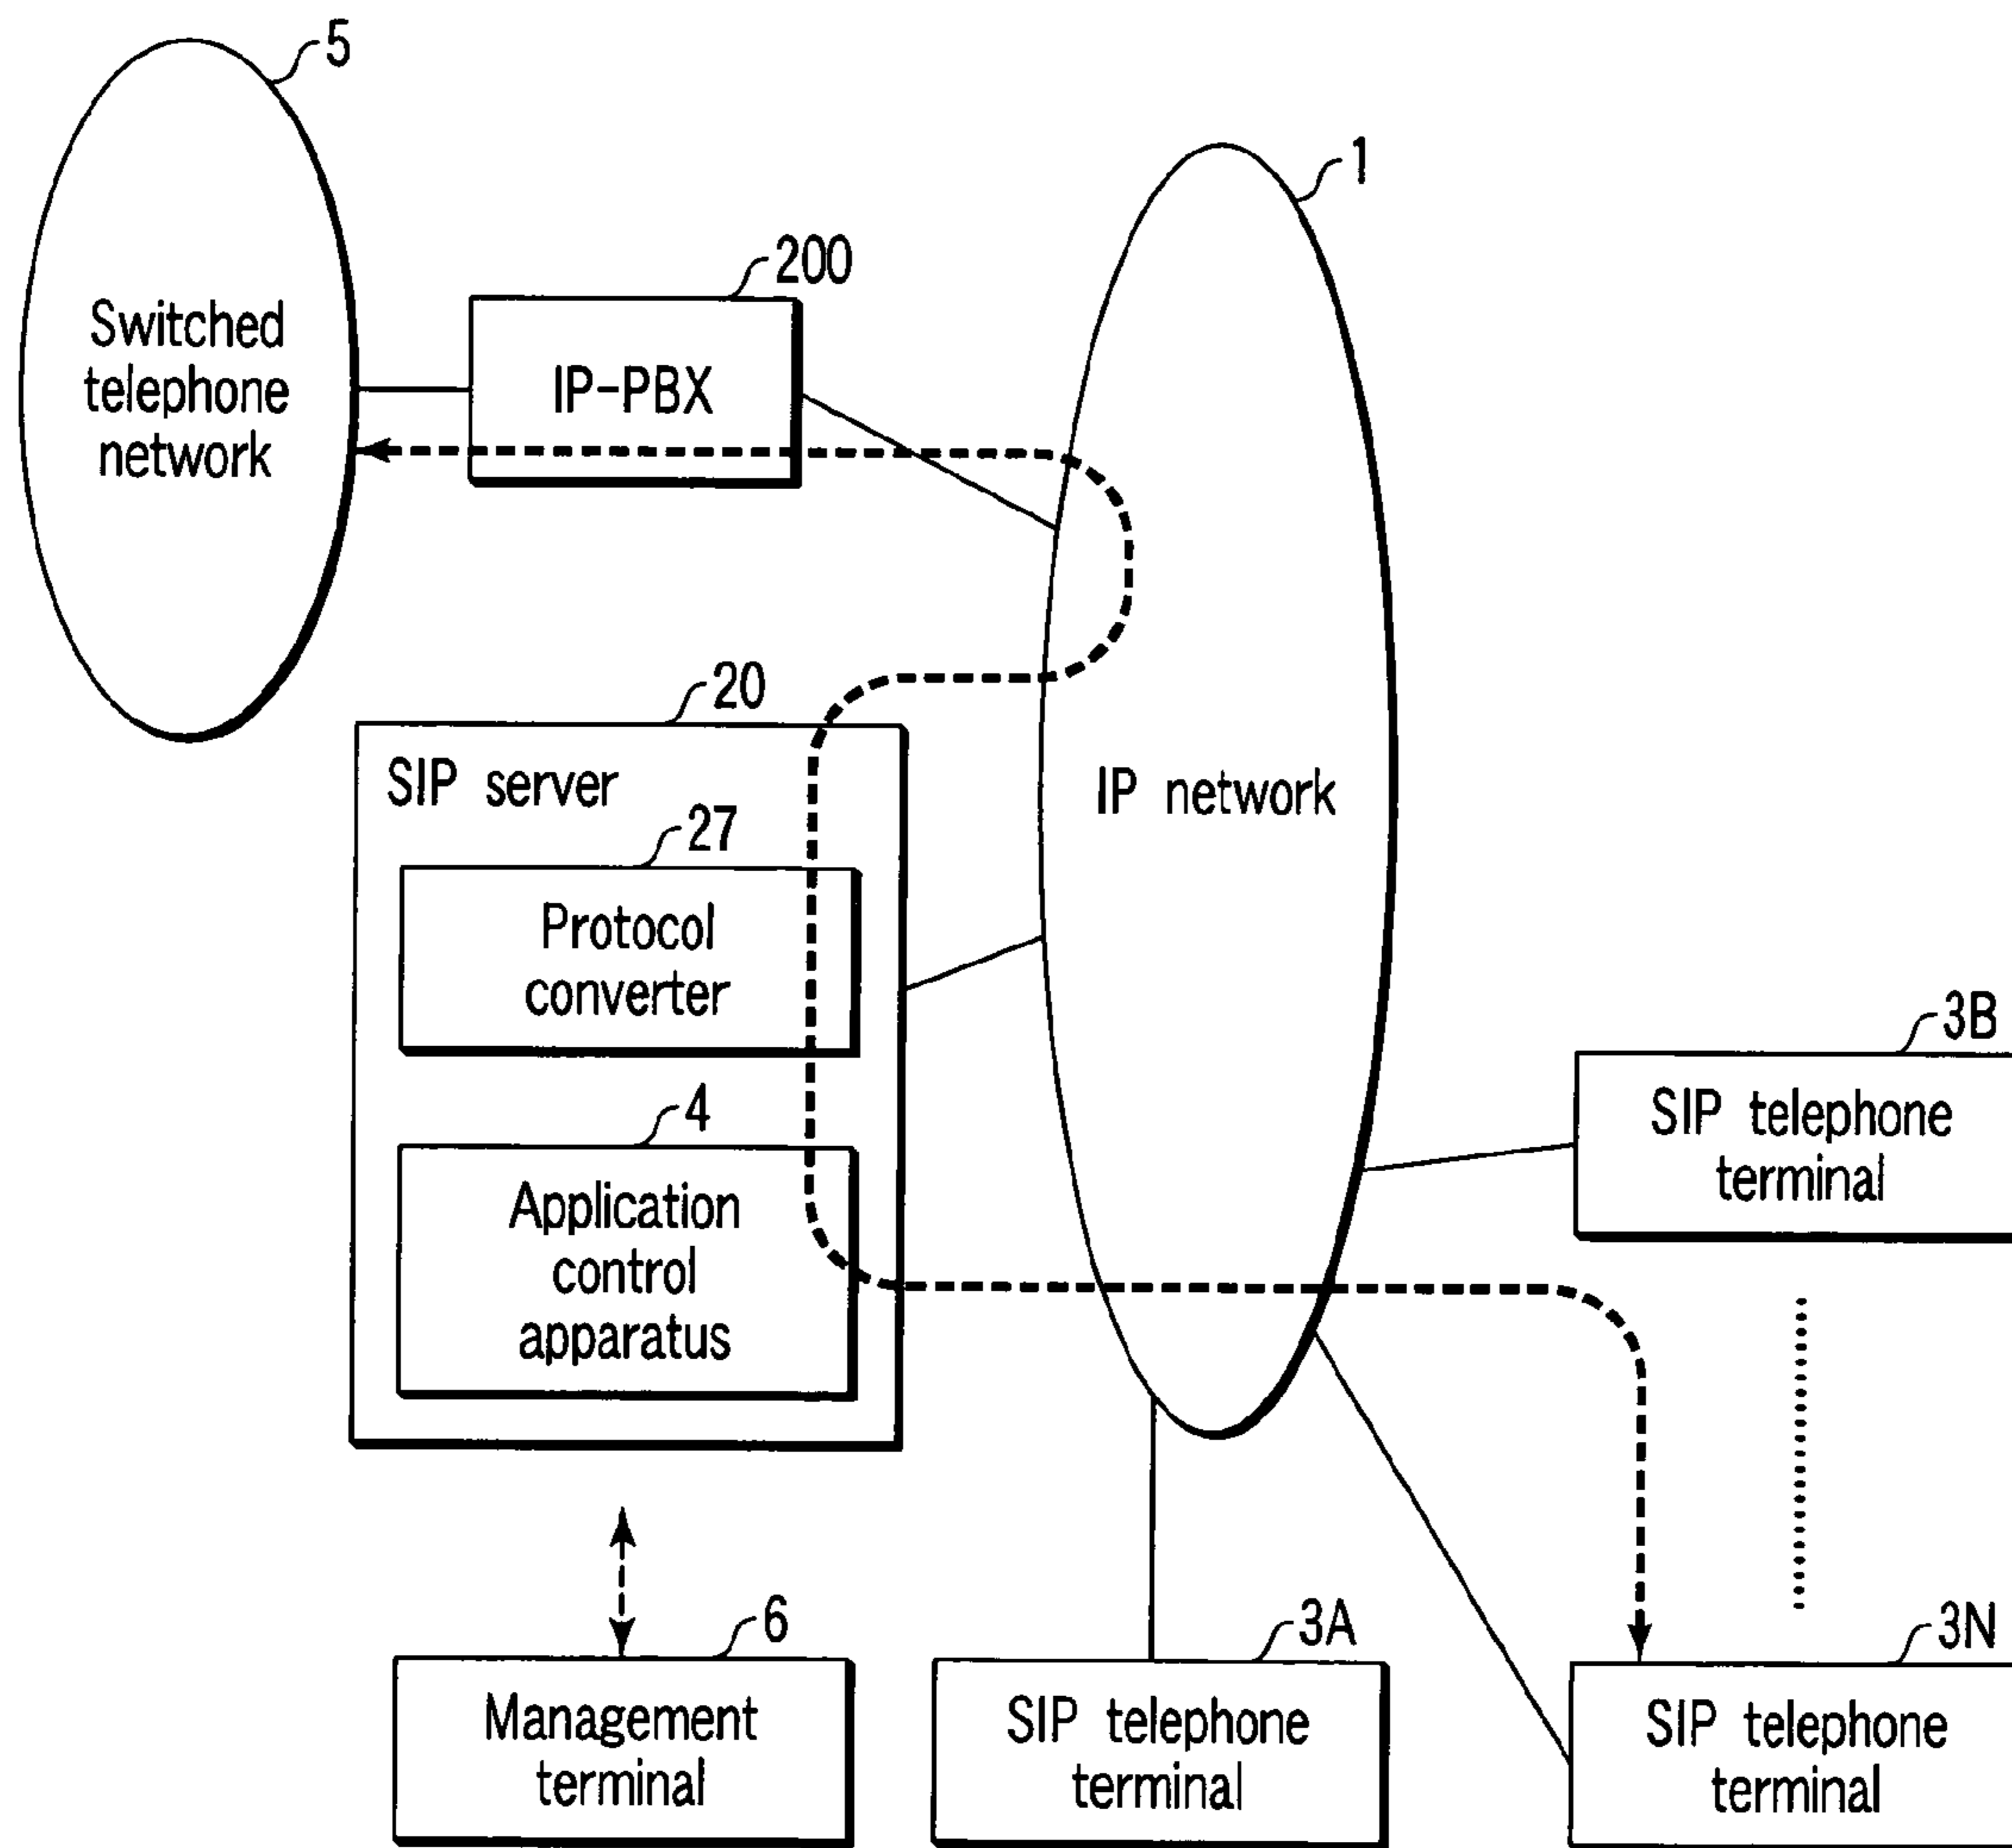 5
1
200
Switched
telephone
network
IP-PBX
20
SIP server
IP network
27
Protocol
converter
3B
4
SIP telephone
terminal
Application
control
apparatus
6
3A
3N
Management
terminal
SIP telephone
terminal
SIP telephone
terminal